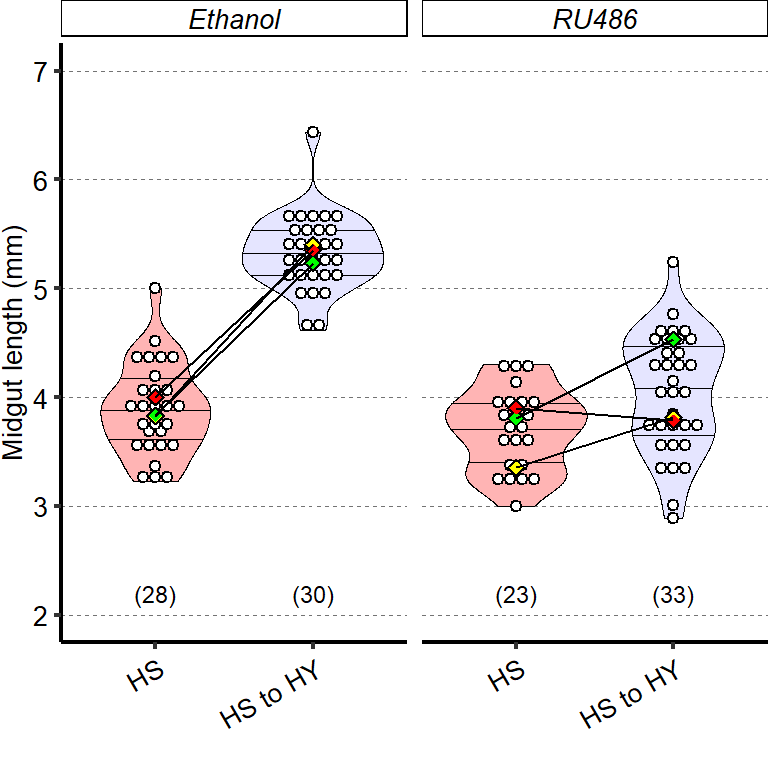 Ethanol
RU486
Midgut length (mm)
7
6
5
4
3
2
(28)
(30)
(23)
(33)
HS
HS to HY
HS
HS to HY